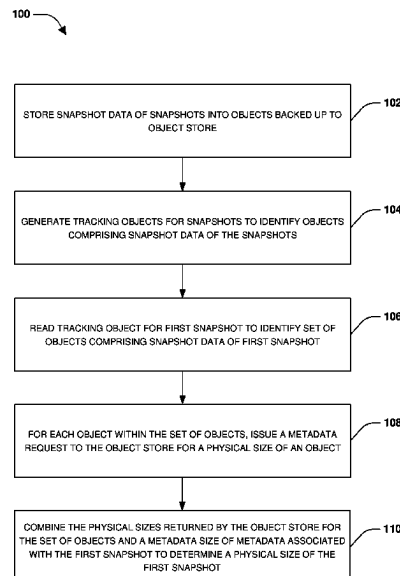 100
STORE SNAPSHOT DATA OF SNAPSHOTS INTO OBJECTS BACKED UP TO
OBJECT STORE
102
GENERATE TRACKING OBJECTS FOR SNAPSHOTS TO IDENTIFY OBJECTS
COMPRISING SNAPSHOT DATA OF THE SNAPSHOTS
104
READ TRACKING OBJECT FOR FIRST SNAPSHOT TO IDENTIFY SET OF
OBJECTS COMPRISING SNAPSHOT DATA OF FIRST SNAPSHOT
106
FOR EACH OBJECT WITHIN THE SET OF OBJECTS, ISSUE A METADATA
REQUEST TO THE OBJECT STORE FOR A PHYSICAL SIZE OF AN OBJECT
108
COMBINE THE PHYSICAL SIZES RETURNED BY THE OBJECT STORE FOR
THE SET OF OBJECTS AND A METADATA SIZE OF METADATA ASSOCIATED
WITH THE FIRST SNAPSHOT TO DETERMINE A PHYSICAL SIZE OF THE
FIRST SNAPSHOT
110